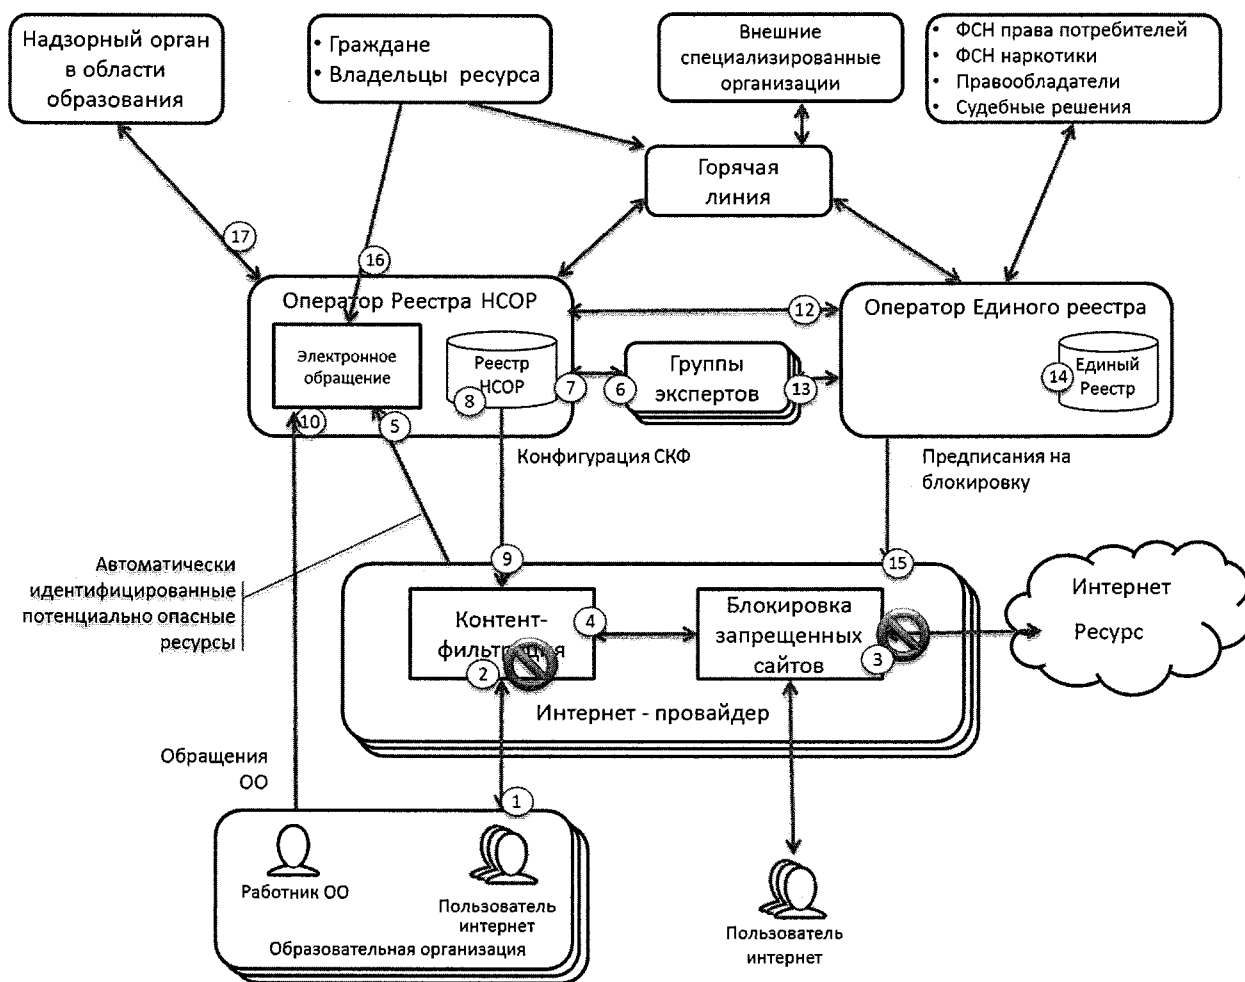 Надзорный орган
в области
образования
• Граждане
• Владельцы ресурса
Внешние
специализированные
организации
• ФСН права потребителей
• ФСН наркотики
• Правообладатели
• Судебные решения
Горячая
линия
17
16
Оператор Реестра НСОР
12
Оператор Единого реестра
Электронное
обращение
Реестр
НСОР
8
7
6
Группы
экспертов
13
14
Единый
Реестр
10
5
Конфигурация СКФ
Предписания на
блокировку
Автоматически
идентифицированные
потенциально опасные
ресурсы
9
15
Контент-
фильтрация
2
4
Блокировка
запрещенных
сайтов
3
Интернет
Ресурс
Интернет - провайдер
Обращения
ОО
1
Работник ОО
Пользователь
интернет
Образовательная организация
Пользователь
интернет